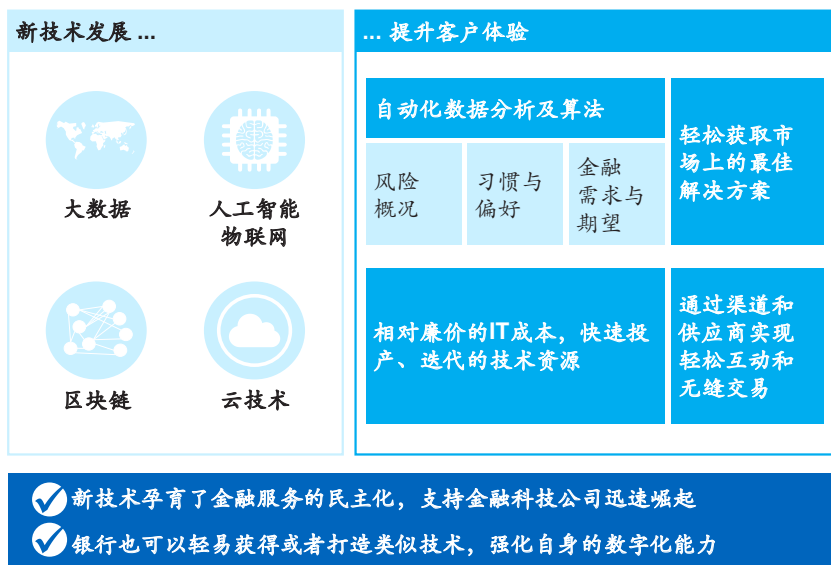 新技术发展 ...
大数据
人工智能
物联网
区块链
云技术
... 提升客户体验
自动化数据分析及算法
风险
概况
习惯与
偏好
金融
需求与
期望
轻松获取市
场上的最佳
解决方案
相对廉价的IT成本，快速投
产、迭代的技术资源
通过渠道和
供应商实现
轻松互动和
无缝交易
新技术孕育了金融服务的民主化，支持金融科技公司迅速崛起
银行也可以轻易获得或者打造类似技术，强化自身的数字化能力